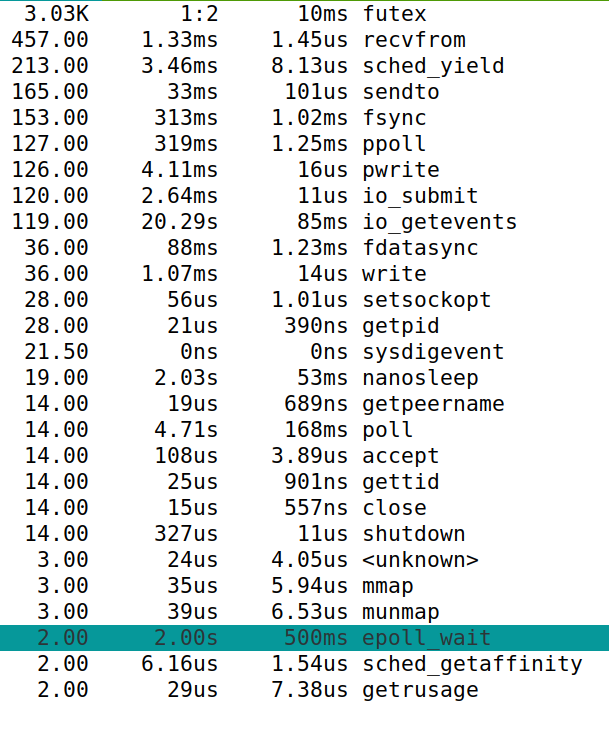 3.03K 1:2 10ms futex
457.00 1.33ms 1.45us recvfrom
213.00 3.46ms 8.13us sched_yield
165.00 33ms 101us sendto
153.00 313ms 1.02ms fsync
127.00 319ms 1.25ms ppoll
126.00 4.11ms 16us pwrite
120.00 2.64ms 11us io_submit
119.00 20.29s 85ms io_getevents
36.00 88ms 1.23ms fdatasync
36.00 1.07ms 14us write
28.00 56us 1.01us setsockopt
28.00 21us 390ns getpid
21.50 0ns 0ns sysdigevent
19.00 2.03s 53ms nanosleep
14.00 19us 689ns getpeername
14.00 4.71s 168ms poll
14.00 108us 3.89us accept
14.00 25us 901ns gettid
14.00 15us 557ns close
14.00 327us 11us shutdown
3.00 24us 4.05us <unknown>
3.00 35us 5.94us mmap
3.00 39us 6.53us munmap
2.00 2.00s 500ms epoll_wait
2.00 6.16us 1.54us sched_getaffinity
2.00 29us 7.38us getrusage